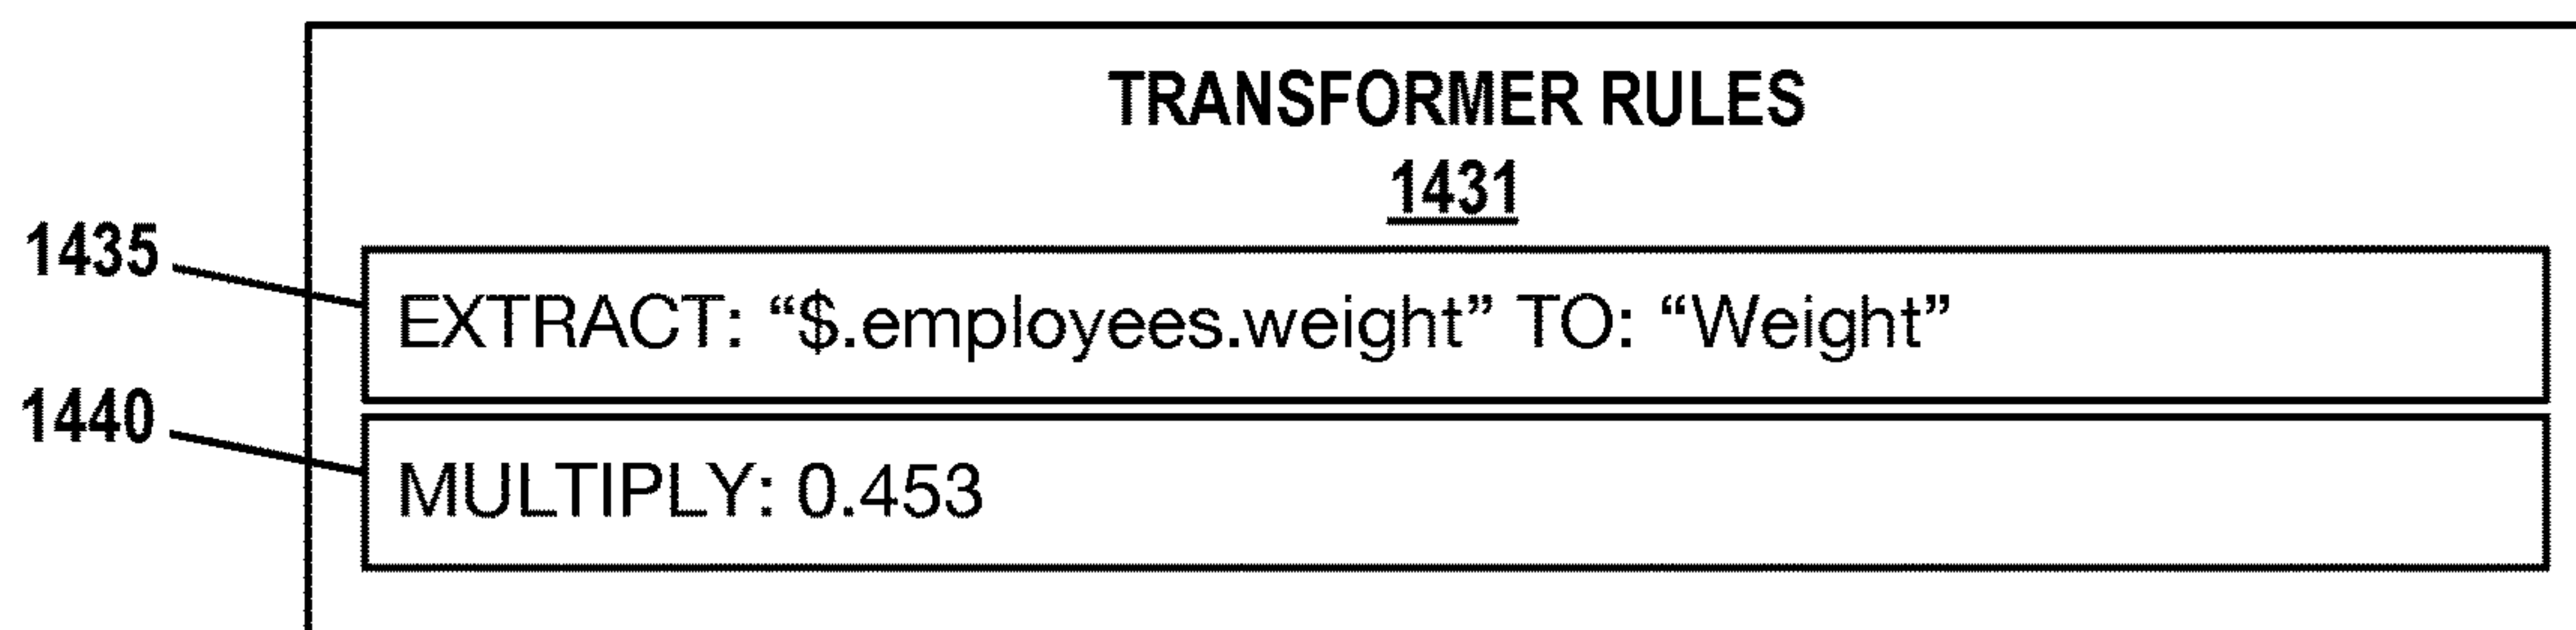 TRANSFORMER RULES
1431
1435
EXTRACT: “$.employees.weight” TO: “Weight”
1440
MULTIPLY: 0.453